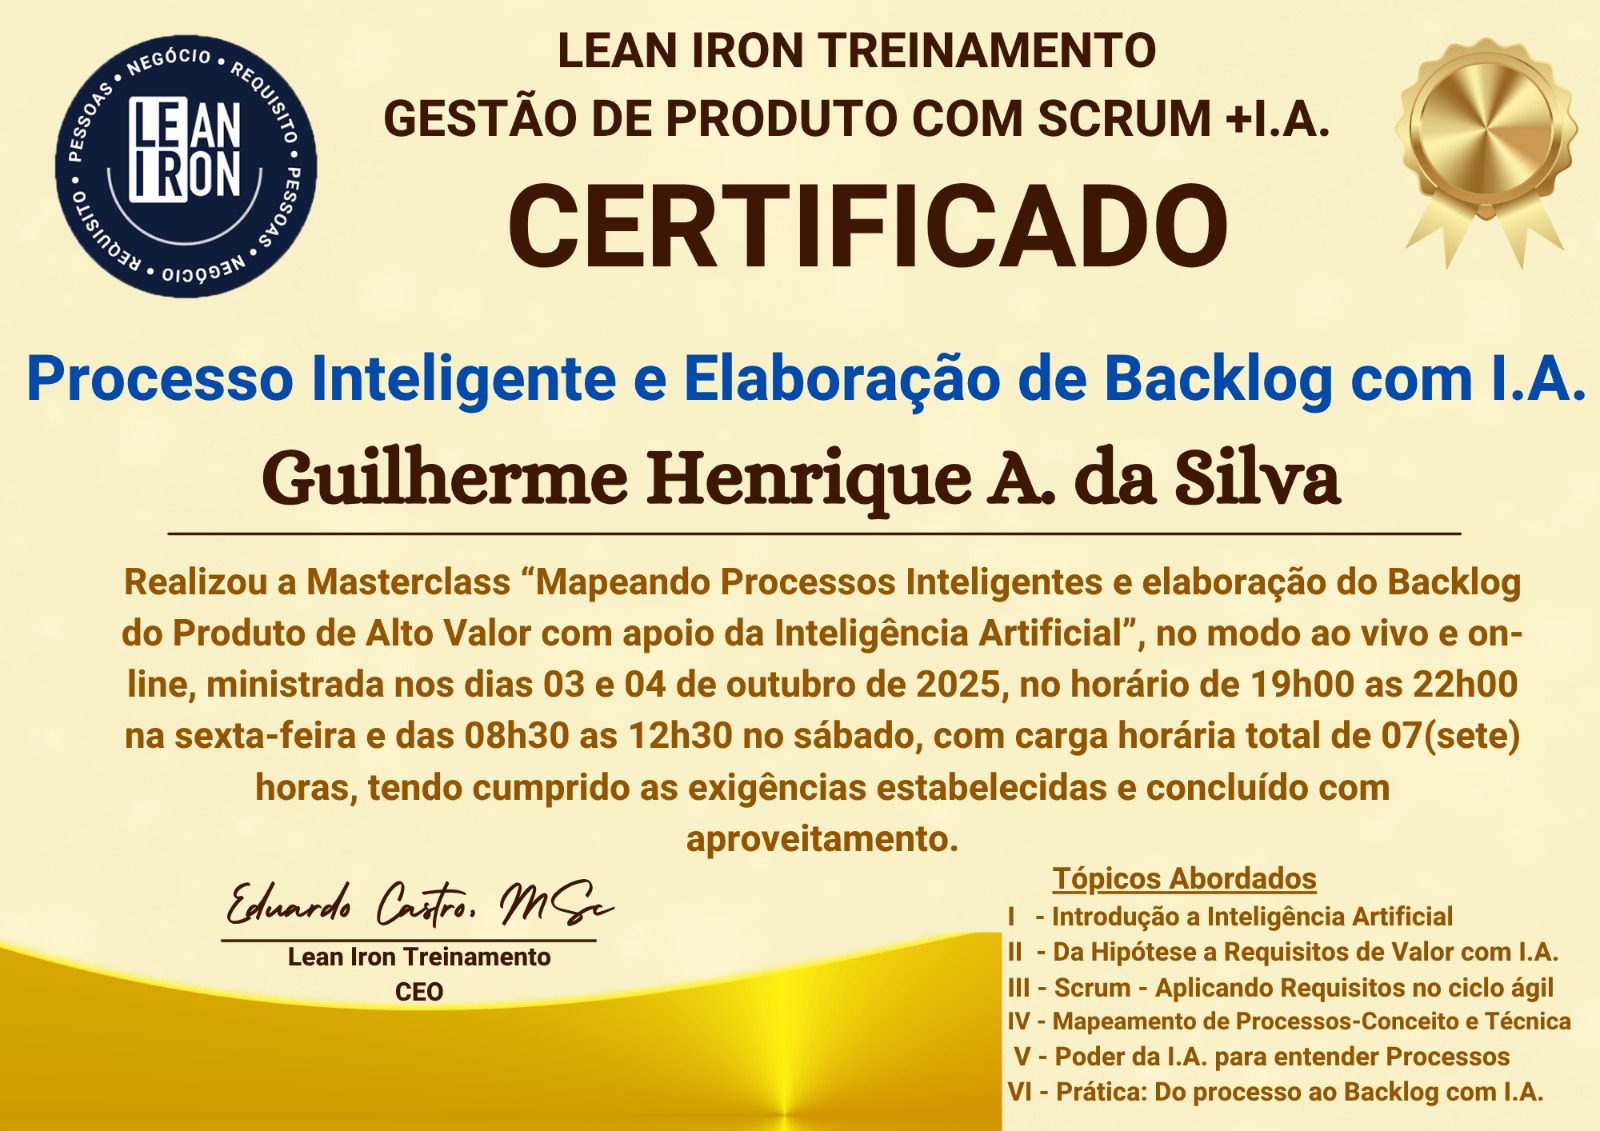 LEAN IRON TREINAMENTO
GESTÃO DE PRODUTO COM SCRUM +I.A.
CERTIFICADO
PESSOAS • NEGÓCIO • REQUISITO • PESSOAS • NEGÓCIO • REQUISITO •
LEAN
IRON
Processo Inteligente e Elaboração de Backlog com I.A.
Guilherme Henrique A. da Silva
Realizou a Masterclass “Mapeando Processos Inteligentes e elaboração do Backlog
do Produto de Alto Valor com apoio da Inteligência Artificial”, no modo ao vivo e on-
line, ministrada nos dias 03 e 04 de outubro de 2025, no horário de 19h00 as 22h00
na sexta-feira e das 08h30 as 12h30 no sábado, com carga horária total de 07(sete)
horas, tendo cumprido as exigências estabelecidas e concluído com
aproveitamento.
Eduardo Castro, MSc
Lean Iron Treinamento
CEO
Tópicos Abordados
I - Introdução a Inteligência Artificial
II - Da Hipótese a Requisitos de Valor com I.A.
III - Scrum - Aplicando Requisitos no ciclo ágil
IV - Mapeamento de Processos-Conceito e Técnica
V - Poder da I.A. para entender Processos
VI - Prática: Do processo ao Backlog com I.A.